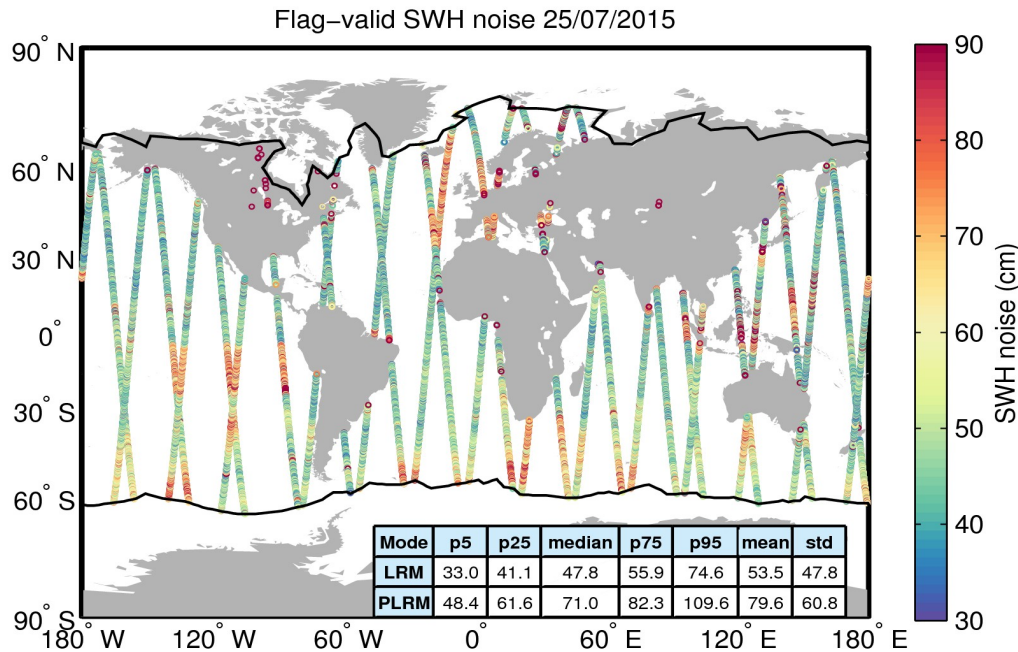 Flag−valid SWH noise 25/07/2015
90° N
60° N
30° N
0°
30° S
60° S
90° S
180° W
120° W
60° W
0°
60° E
120° E
180° E
90
80
70
60
50
40
30
SWH noise (cm)
Mode p5 p25 median p75 p95 mean std
LRM 33.0 41.1 47.8 55.9 74.6 53.5 47.8
PLRM 48.4 61.6 71.0 82.3 109.6 79.6 60.8